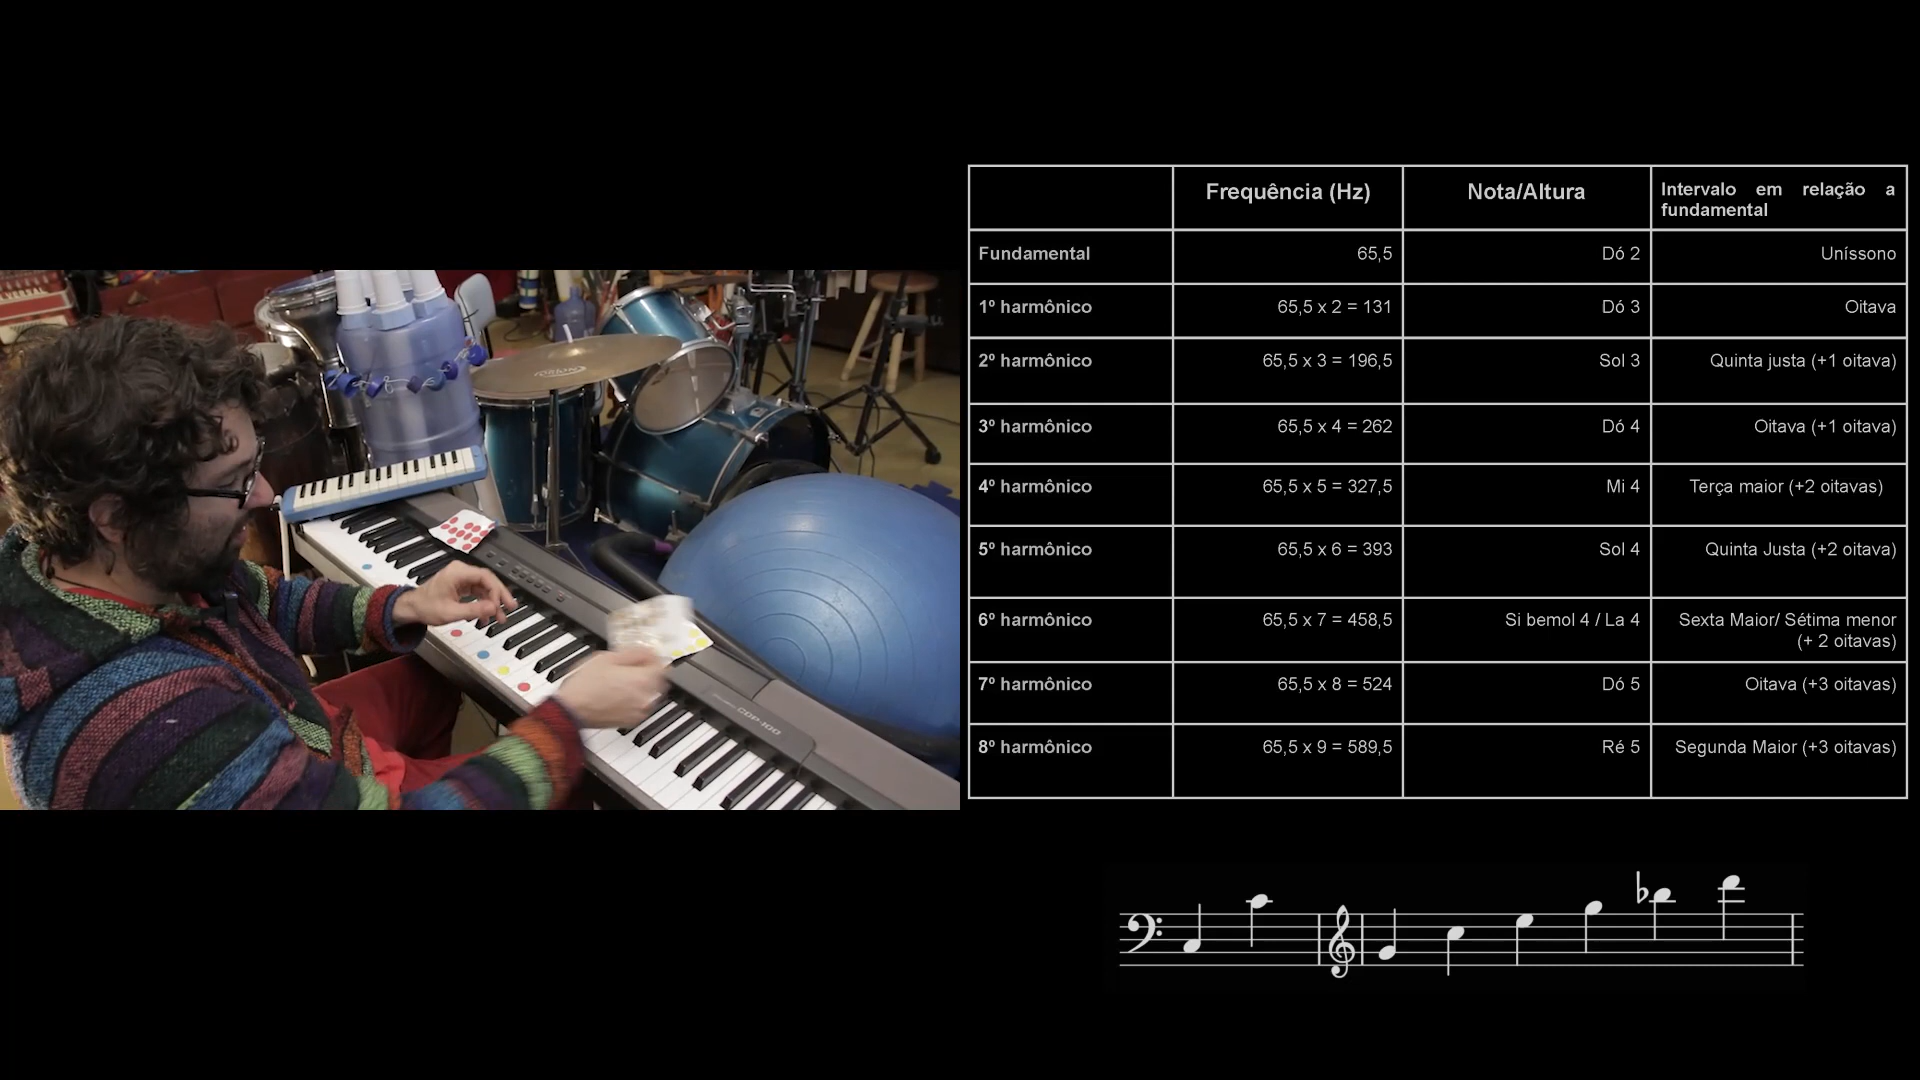 Frequência (Hz) Nota/Altura Intervalo em relação a
fundamental
Fundamental 65,5 Dó 2 Uníssono
1º harmônico 65,5 x 2 = 131 Dó 3 Oitava
2º harmônico 65,5 x 3 = 196,5 Sol 3 Quinta justa (+1 oitava)
3º harmônico 65,5 x 4 = 262 Dó 4 Oitava (+1 oitava)
4º harmônico 65,5 x 5 = 327,5 Mi 4 Terça maior (+2 oitavas)
5º harmônico 65,5 x 6 = 393 Sol 4 Quinta Justa (+2 oitava)
6º harmônico 65,5 x 7 = 458,5 Si bemol 4 / La 4 Sexta Maior/ Sétima menor
(+ 2 oitavas)
7º harmônico 65,5 x 8 = 524 Dó 5 Oitava (+3 oitavas)
8º harmônico 65,5 x 9 = 589,5 Ré 5 Segunda Maior (+3 oitavas)
CDP-100